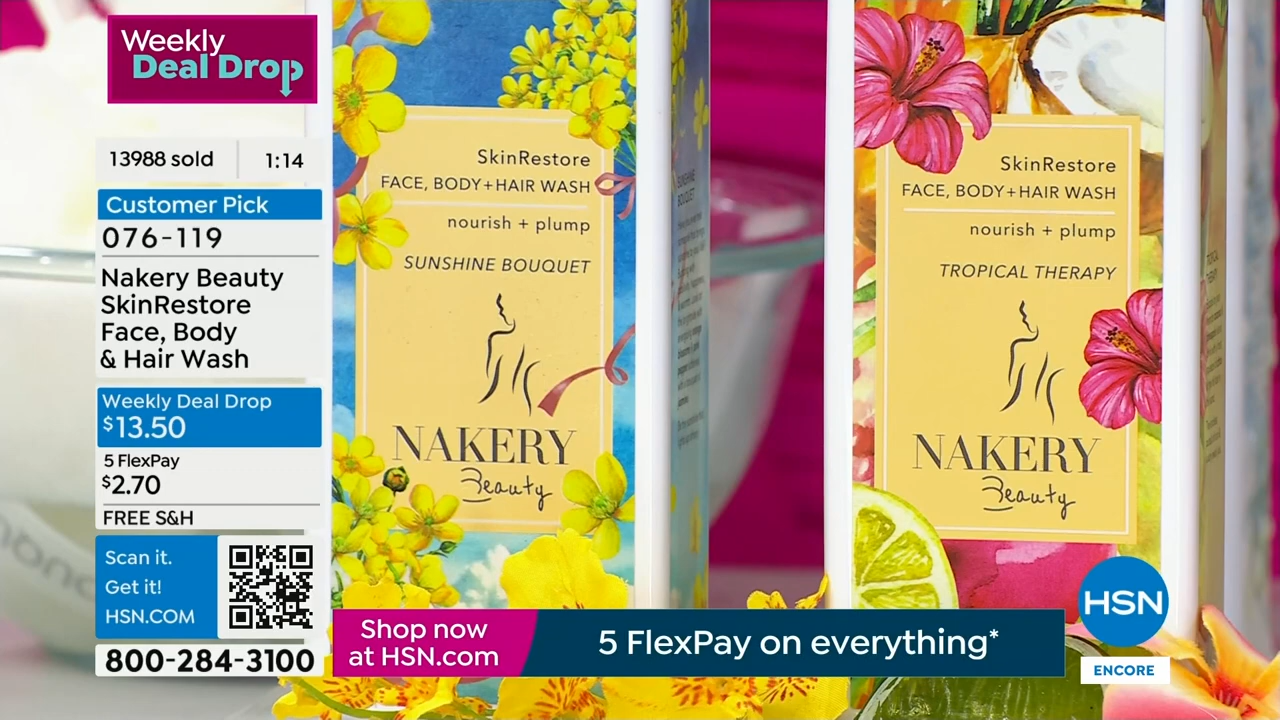 Weekly
Deal Drop
13988 sold
1:14
Customer Pick
076-119
Nakery Beauty
SkinRestore
Face, Body
& Hair Wash
Weekly Deal Drop
$13.50
5 FlexPay
$2.70
FREE S&H
Scan it.
Get it!
HSN.COM
800-284-3100
SkinRestore
FACE, BODY+HAIR WASH
nourish + plump
SUNSHINE BOUQUET
NAKERY
Beauty
SUNSHINE
BOUQUET
SkinRestore
FACE, BODY+HAIR WASH
nourish + plump
TROPICAL THERAPY
NAKERY
Beauty
Shop now
at HSN.com
5 FlexPay on everything*
HSN
ENCORE